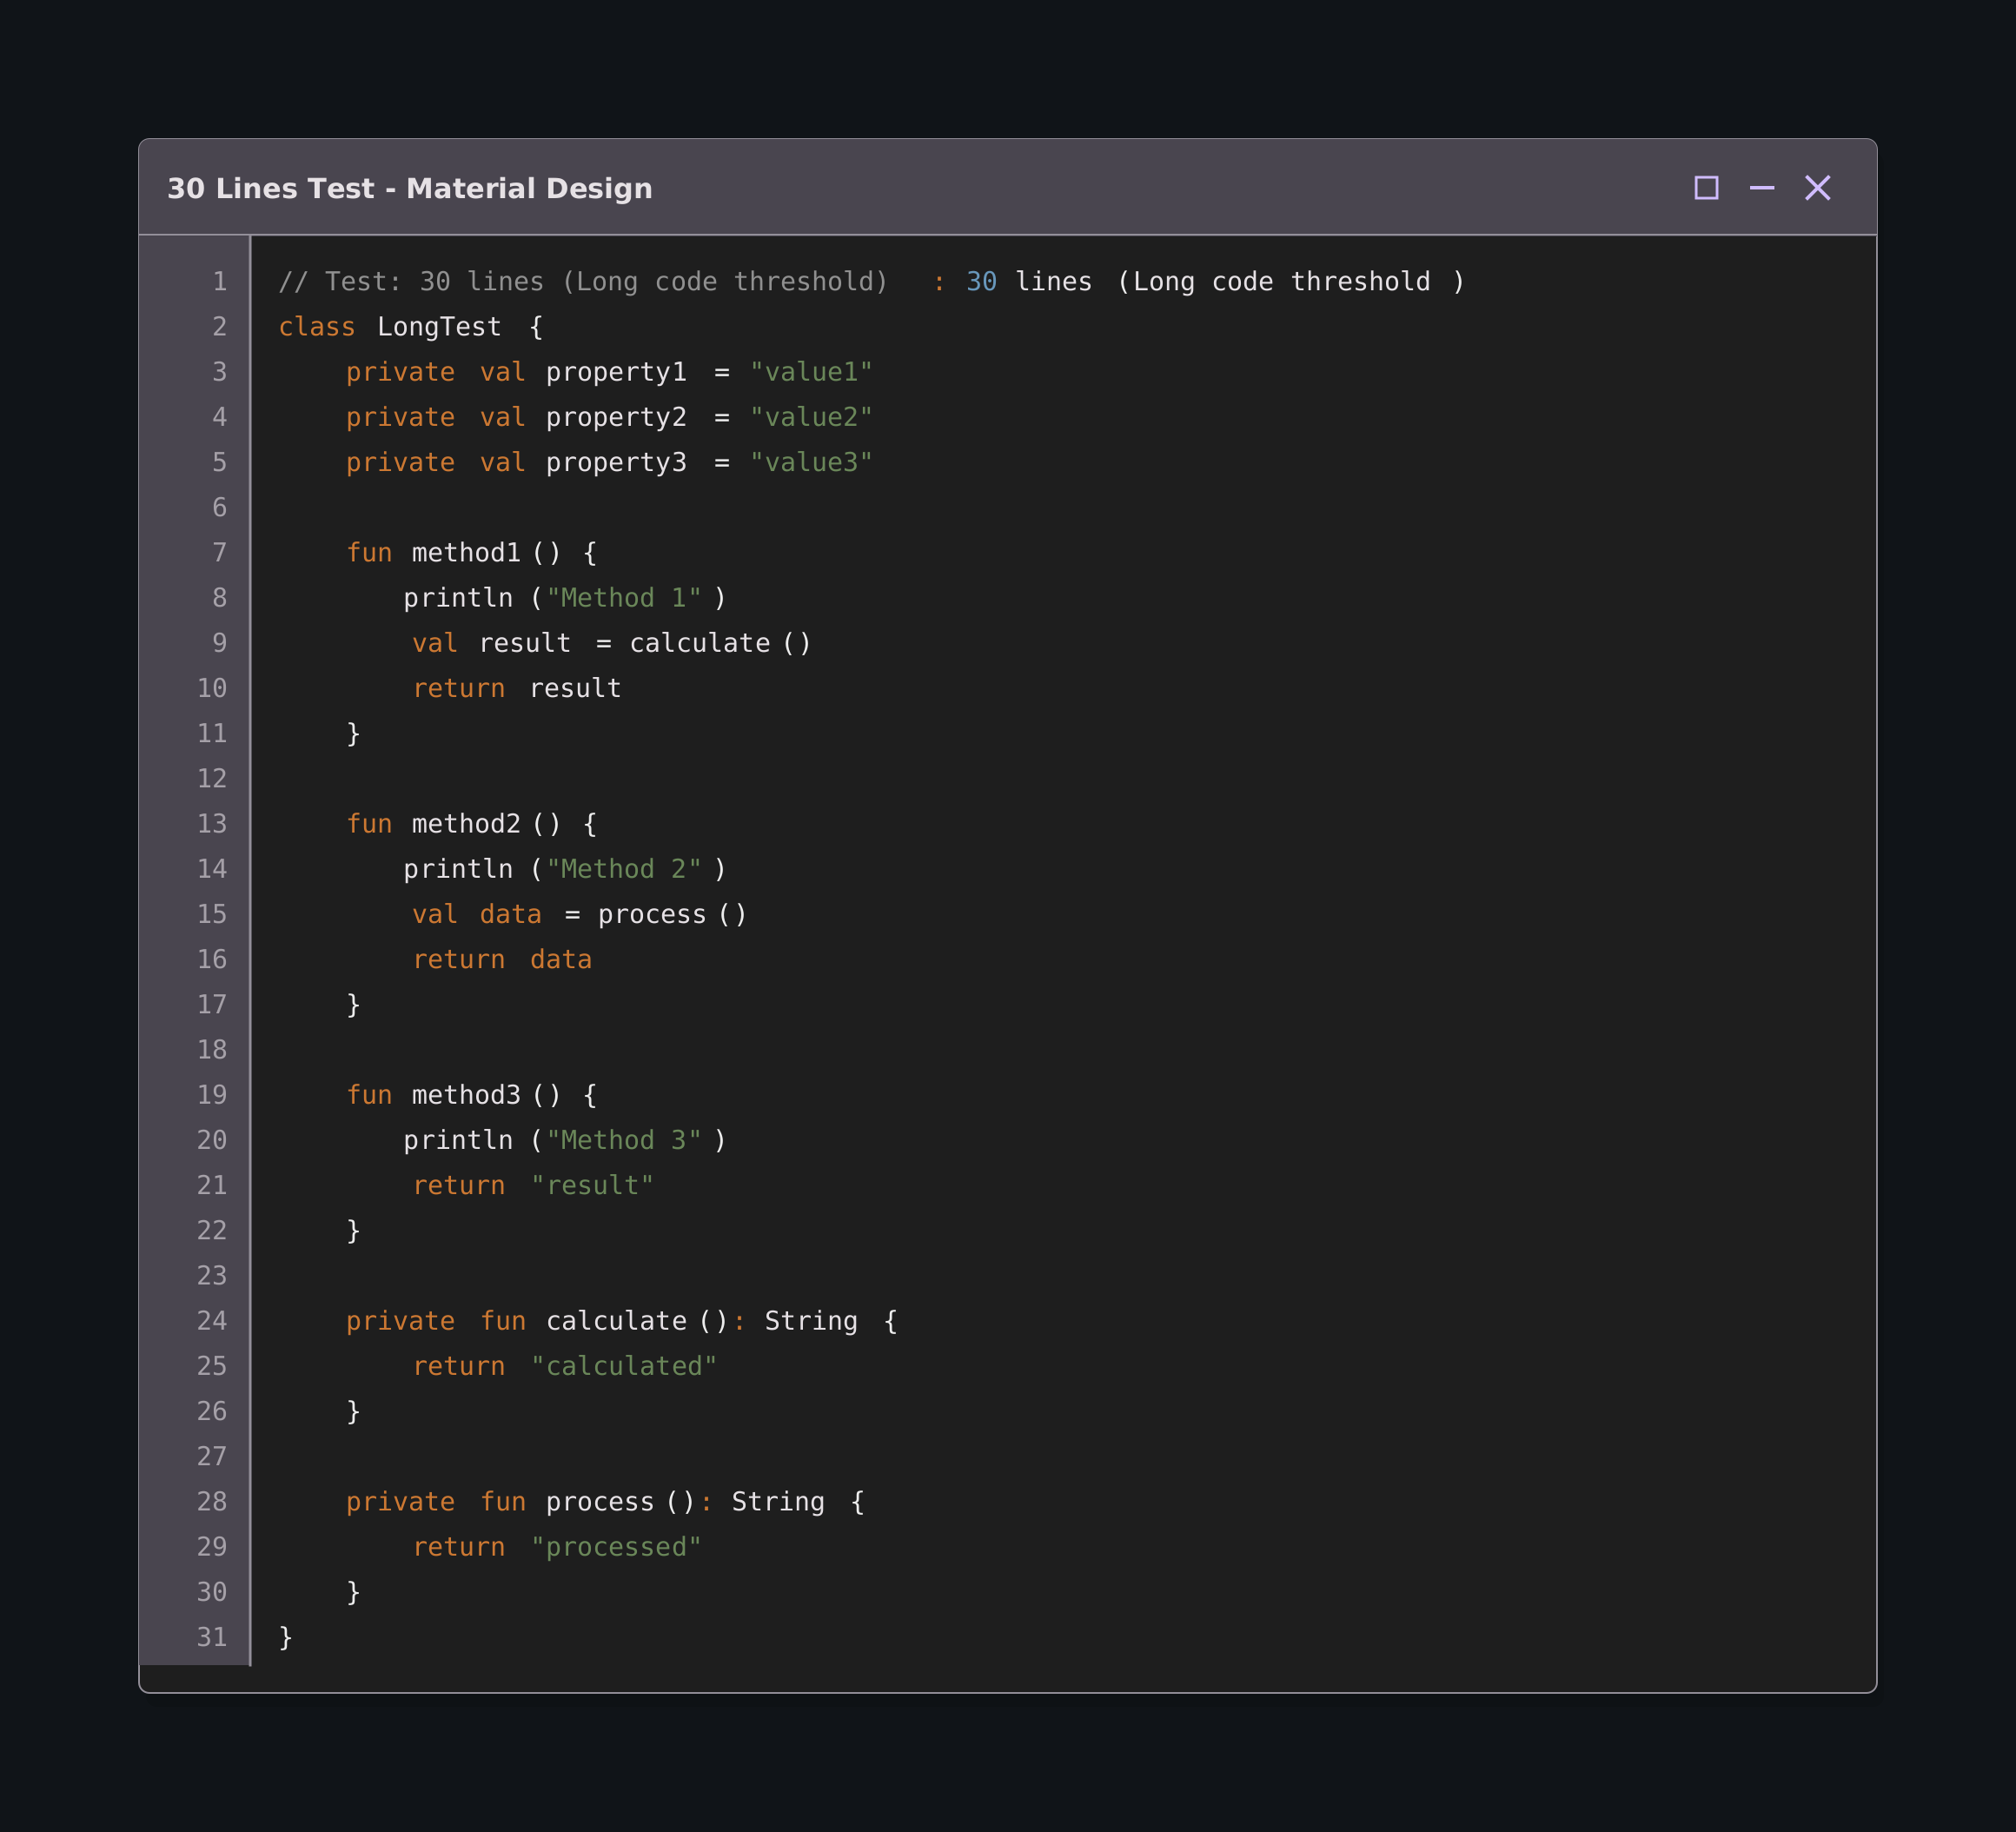 30 Lines Test - Material Design
1 // Test: 30 lines (Long code threshold) : 30 lines (Long code threshold )
2 class LongTest {
3 private val property1 = "value1"
4 private val property2 = "value2"
5 private val property3 = "value3"
6
7 fun method1 () {
8 println ("Method 1" )
9 val result = calculate ()
10 return result
11 }
12
13 fun method2 () {
14 println ("Method 2" )
15 val data = process ()
16 return data
17 }
18
19 fun method3 () {
20 println ("Method 3" )
21 return "result"
22 }
23
24 private fun calculate (): String {
25 return "calculated"
26 }
27
28 private fun process (): String {
29 return "processed"
30 }
31 }